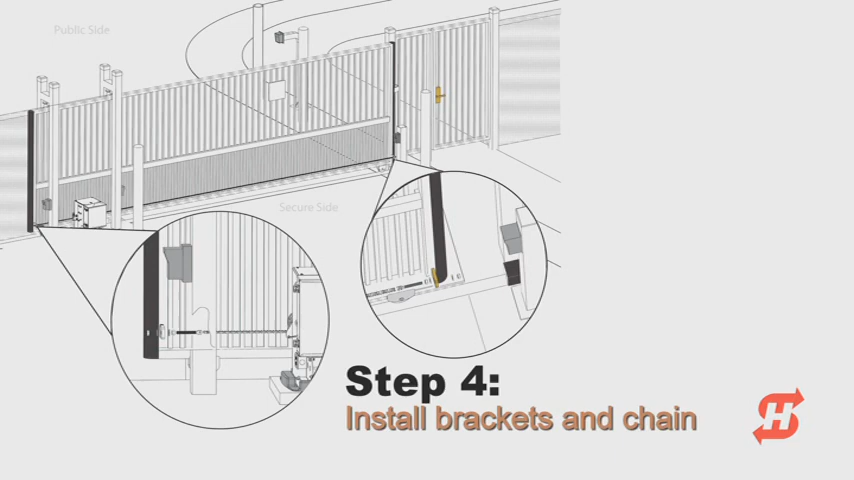 Public Side
Secure Side
Step 4:
Install brackets and chain
H